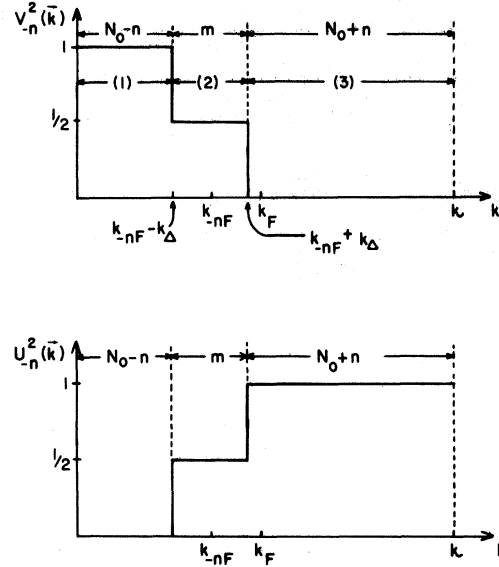 V²₋ₙ(k⃗)
N₀-n m N₀+n
1
(1) (2) (3)
1/2
k₋ₙF k_F k
k₋ₙF-k_Δ k₋ₙF+k_Δ
U²₋ₙ(k⃗)
N₀-n m N₀+n
1
1/2
k₋ₙF k_F